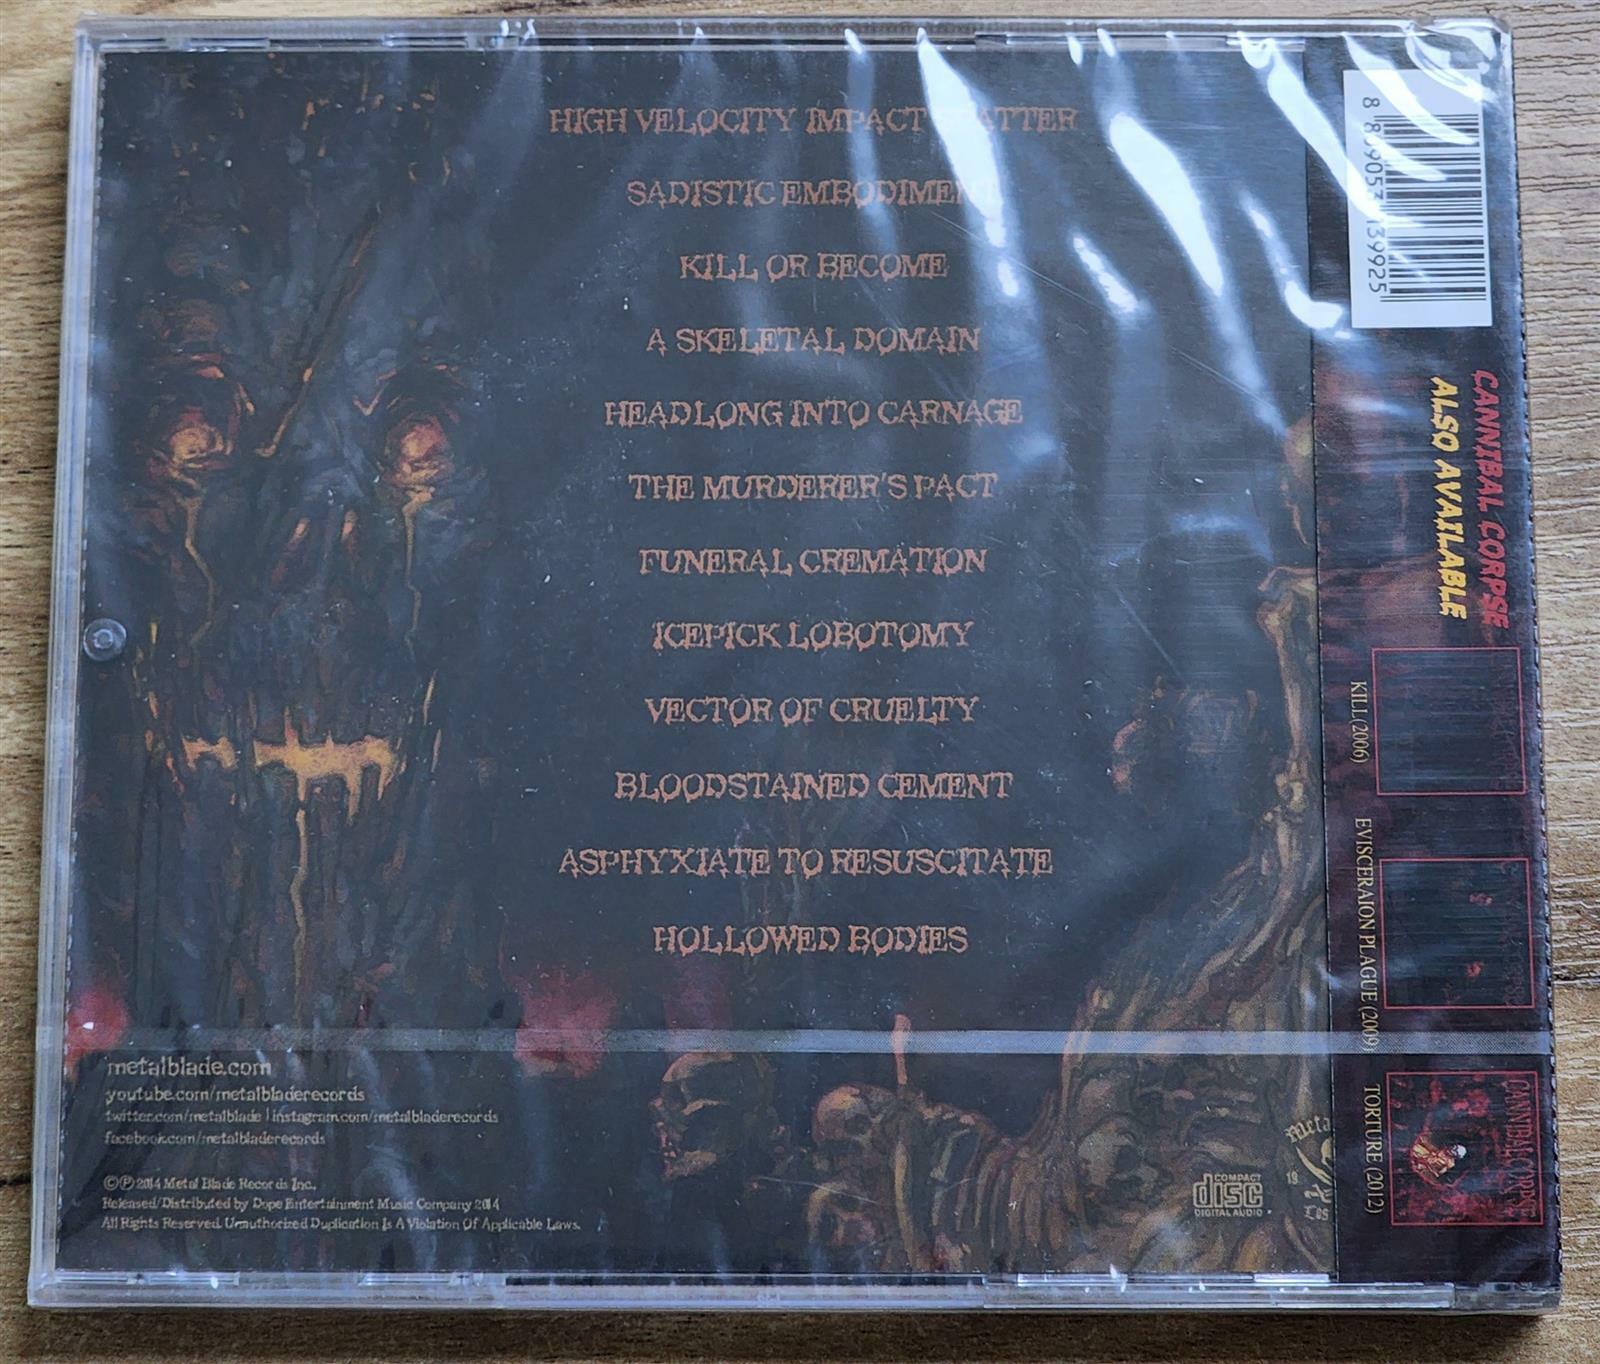 HIGH VELOCITY IMPACT SPATTER
SADISTIC EMBODIMENT
KILL OR BECOME
A SKELETAL DOMAIN
HEADLONG INTO CARNAGE
THE MURDERER'S PACT
FUNERAL CREMATION
ICEPICK LOBOTOMY
VECTOR OF CRUELTY
BLOODSTAINED CEMENT
ASPHYXIATE TO RESUSCITATE
HOLLOWED BODIES
metalblade.com
youtube.com/metalbladerecords
twitter.com/metalblade | instagram.com/metalbladerecords
facebook.com/metalbladerecords
©℗ 2014 Metal Blade Records Inc.,
Released/Distributed by Dope Entertainment Music Company 2014
All Rights Reserved. Unauthorized Duplication Is A Violation Of Applicable Laws.
COMPACT
disc
DIGITAL AUDIO
Metal
19
Los
CANNIBAL CORPSE
ALSO AVAILABLE
KILL (2006)
EVISCERAION PLAGUE (2009)
TORTURE (2012)
CANNIBAL CORPSE